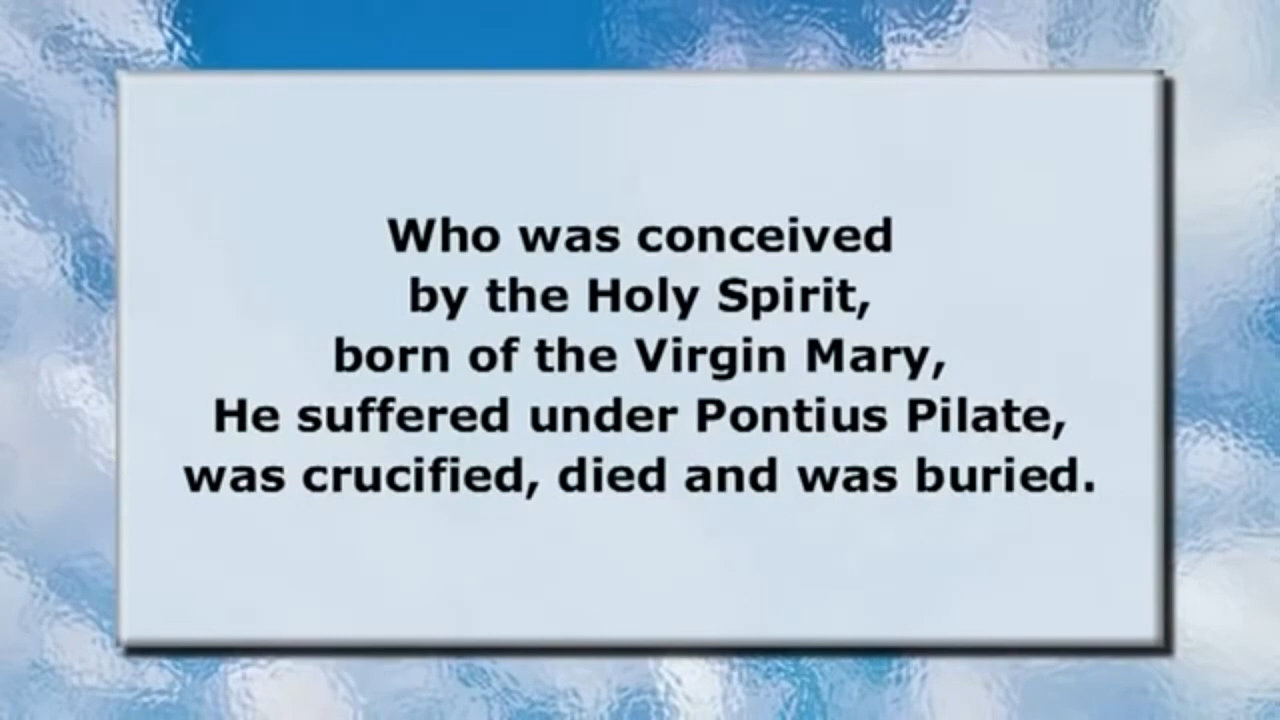 Who was conceived
by the Holy Spirit,
born of the Virgin Mary,
He suffered under Pontius Pilate,
was crucified, died and was buried.